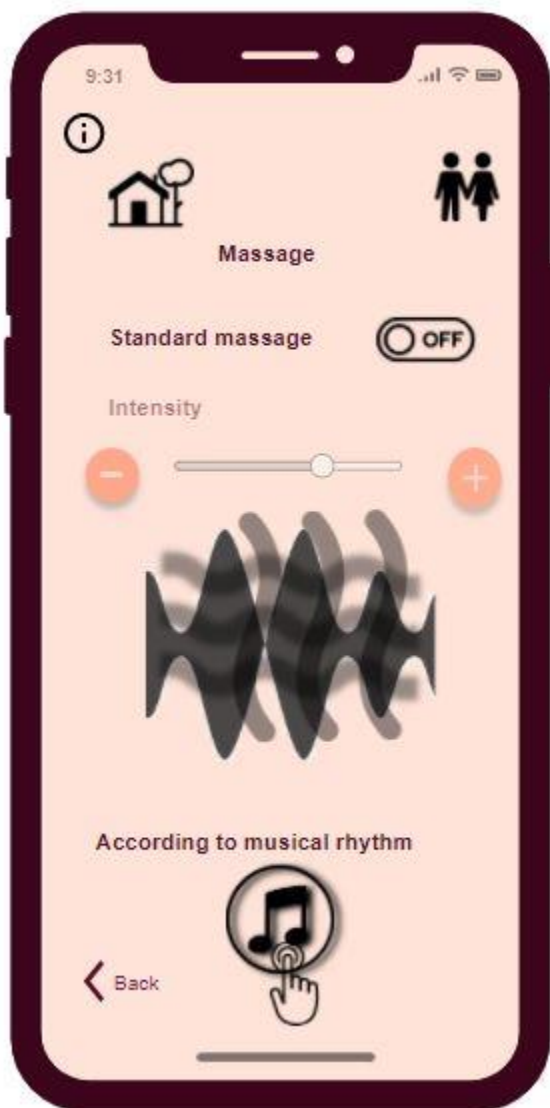 9:31
Massage
Standard massage
OFF
Intensity
According to musical rhythm
Back